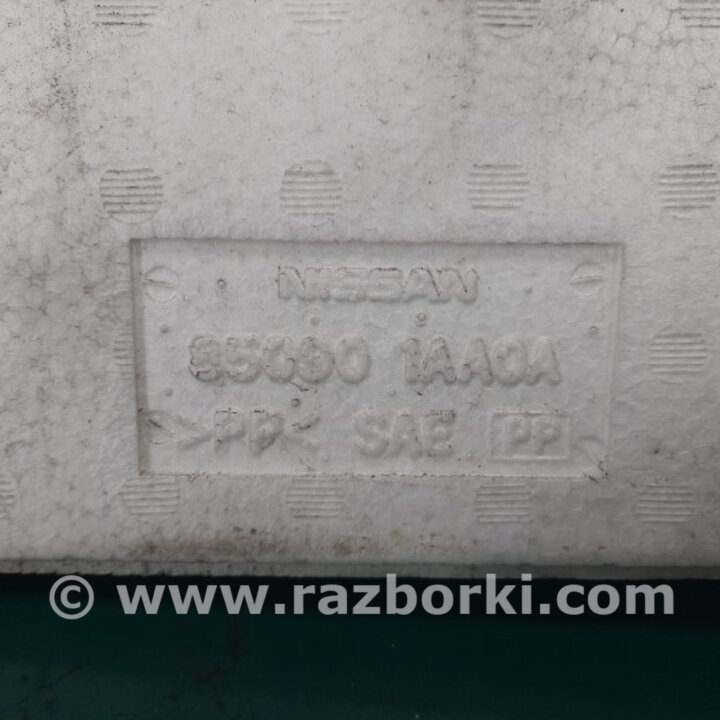 NISSAN
85090 1AA0A
>PP< SAE PP
© www.razborki.com